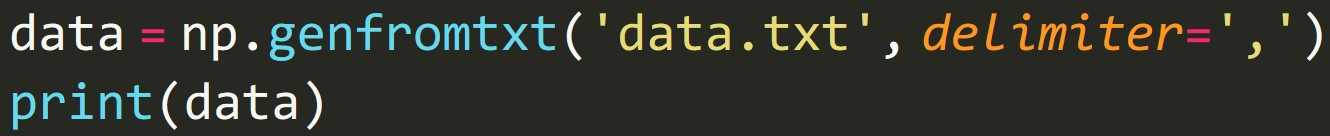 data = np.genfromtxt('data.txt', delimiter=',')
print(data)